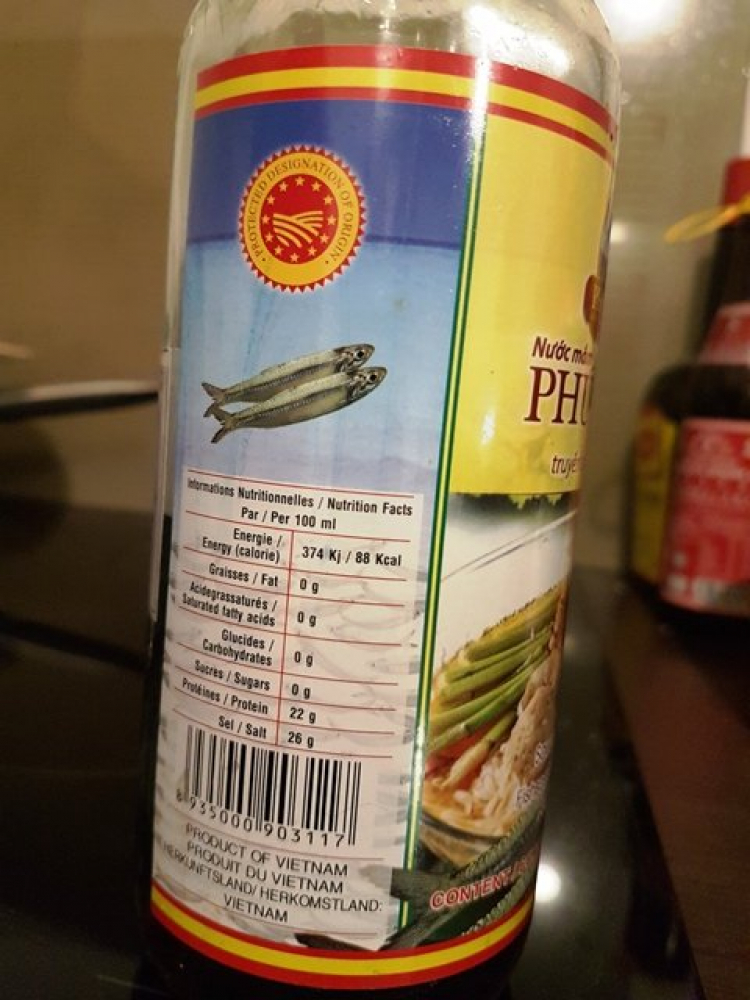 PROTECTED DESIGNATION OF ORIGIN
Informations Nutritionnelles / Nutrition Facts
Par / Per 100 ml
Energie /
Energy (calorie) 374 Kj / 88 Kcal
Graisses / Fat 0 g
Acidegrassaturés /
Saturated fatty acids 0 g
Glucides /
Carbohydrates 0 g
Sucres / Sugars 0 g
Protéines / Protein 22 g
Sel / Salt 26 g
8 935000 903117
PRODUCT OF VIETNAM
PRODUIT DU VIETNAM
HERKUNFTSLAND/ HERKOMSTLAND:
VIETNAM
Nước
PHÚ
CONTENT